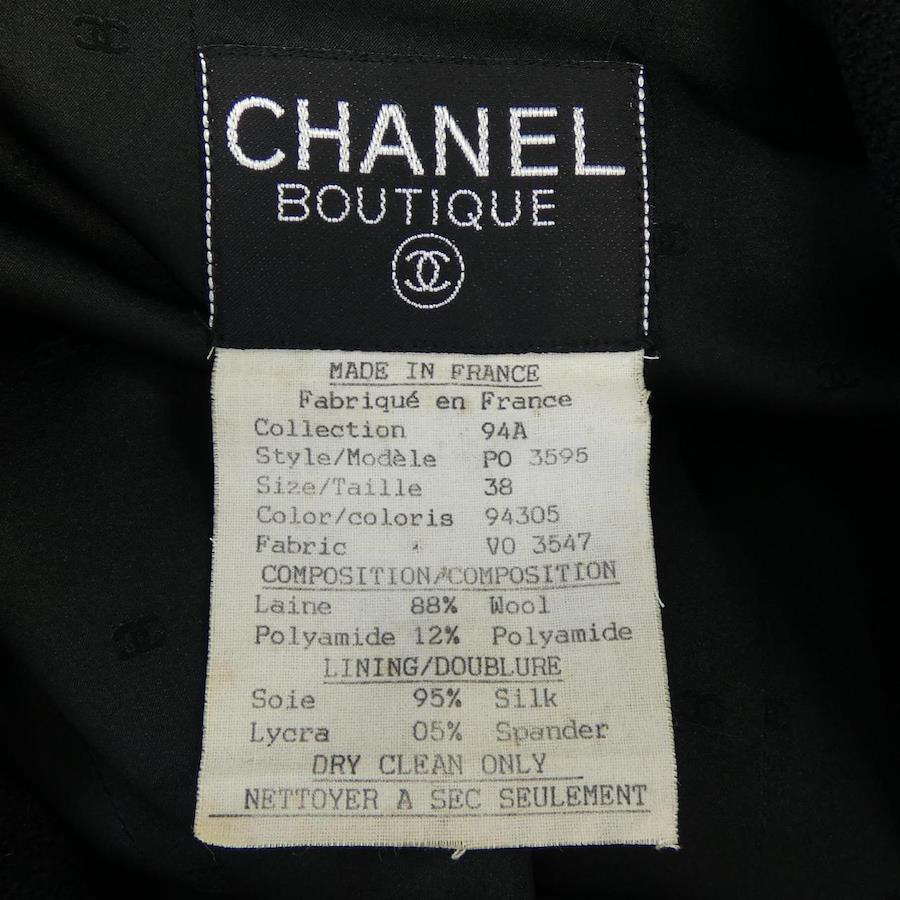 CHANEL
BOUTIQUE
MADE IN FRANCE
Fabriqué en France
Collection 94A
Style/Modèle PO 3595
Size/Taille 38
Color/coloris 94305
Fabric VO 3547
COMPOSITION/COMPOSITION
Laine 88% Wool
Polyamide 12% Polyamide
LINING/DOUBLURE
Soie 95% Silk
Lycra 05% Spander
DRY CLEAN ONLY
NETTOYER A SEC SEULEMENT